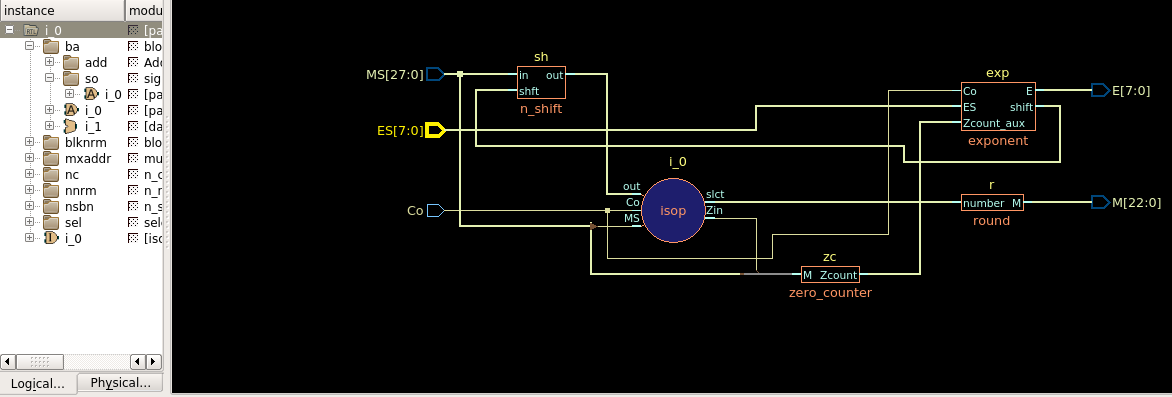 instance modu
i_0 [pa
ba blo
add Ad
so sig
i_0 [pa
i_0 [pa
i_1 [da
blknrm blo
mxaddr mu
nc n_c
nnrm n_r
nsbn n_s
sel sel
i_0 [iso
Logical... Physical...
sh
MS[27:0] in out
shft
n_shift
ES[7:0]
exp
Co E E[7:0]
ES shift
Zcount_aux
exponent
i_0
out
Co slct
MS Zin
isop
Co
r
number M M[22:0]
round
zc
M Zcount
zero_counter